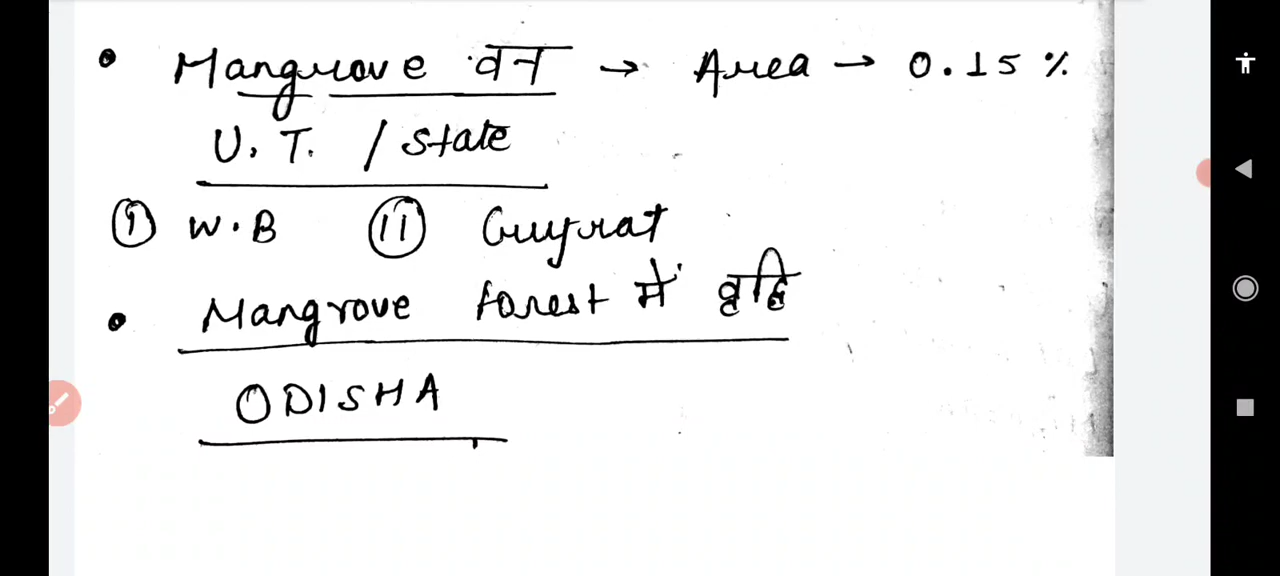 • Mangrove वन → Area → 0.15 %
U. T. / State
(i) W.B (ii) Gujrat
• Mangrove forest में वृद्धि
ODISHA